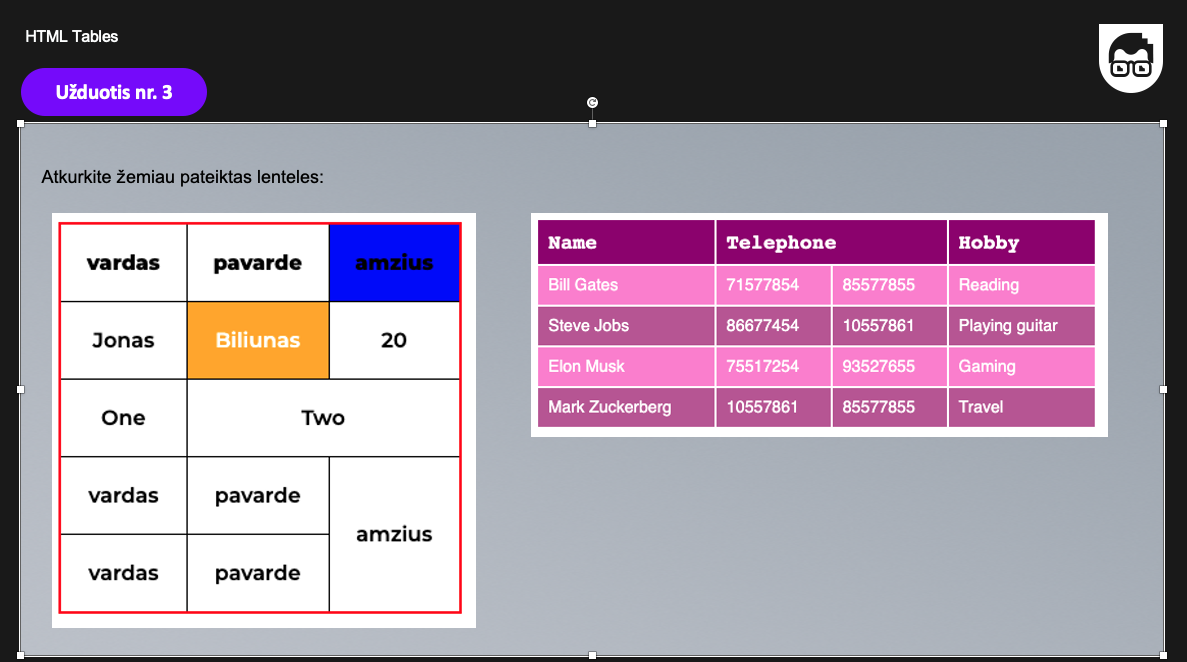 HTML Tables
Užduotis nr. 3
Atkurkite žemiau pateiktas lenteles:
vardas pavarde amzius
Jonas Biliunas 20
One Two
vardas pavarde
amzius
vardas pavarde
Name Telephone Hobby
Bill Gates 71577854 85577855 Reading
Steve Jobs 86677454 10557861 Playing guitar
Elon Musk 75517254 93527655 Gaming
Mark Zuckerberg 10557861 85577855 Travel